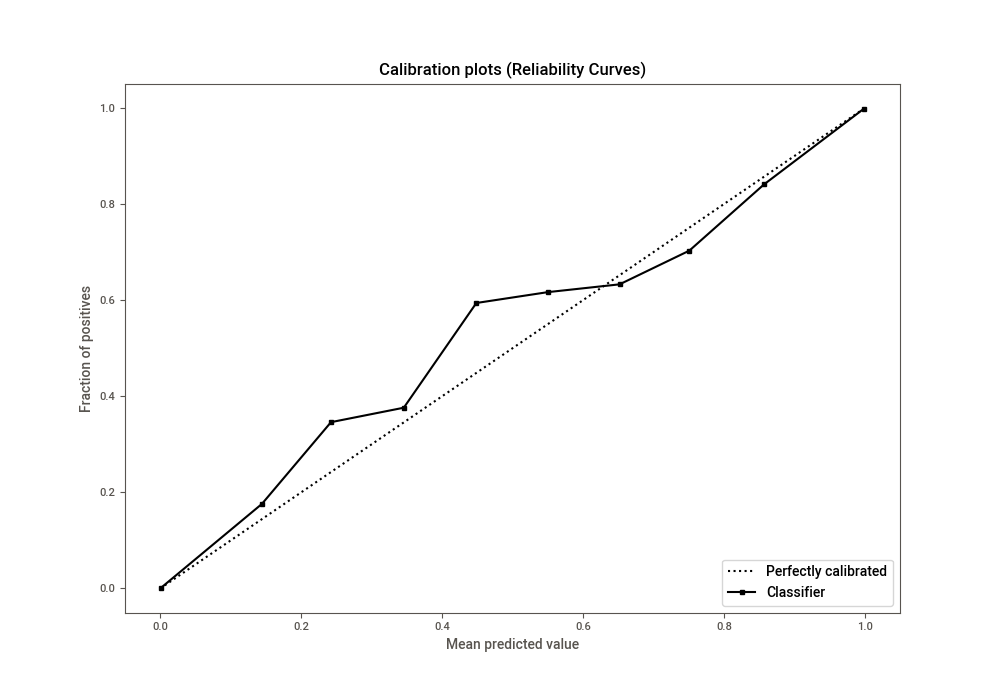 Calibration plots (Reliability Curves)
1.0
0.8
0.6
0.4
0.2
0.0
Fraction of positives
0.0 0.2 0.4 0.6 0.8 1.0
Mean predicted value
Perfectly calibrated
Classifier